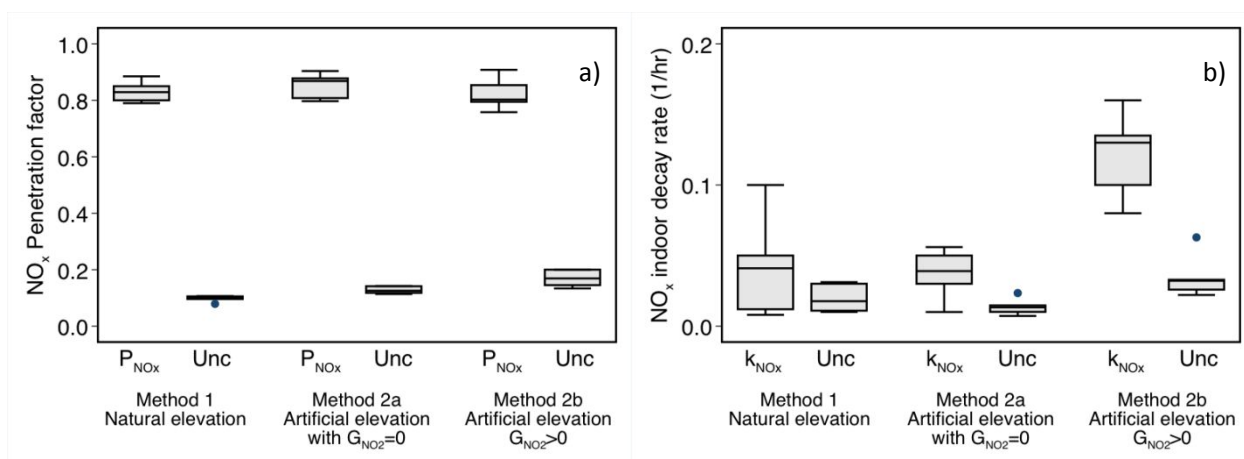 a)
NOx Penetration factor
1.0
0.8
0.6
0.4
0.2
0.0
PNOx Unc PNOx Unc PNOx Unc
Method 1 Method 2a Method 2b
Natural elevation Artificial elevation Artificial elevation
with GNO2=0 GNO2>0
b)
NOx indoor decay rate (1/hr)
0.2
0.1
0.0
kNOx Unc kNOx Unc kNOx Unc
Method 1 Method 2a Method 2b
Natural elevation Artificial elevation Artificial elevation
with GNO2=0 GNO2>0